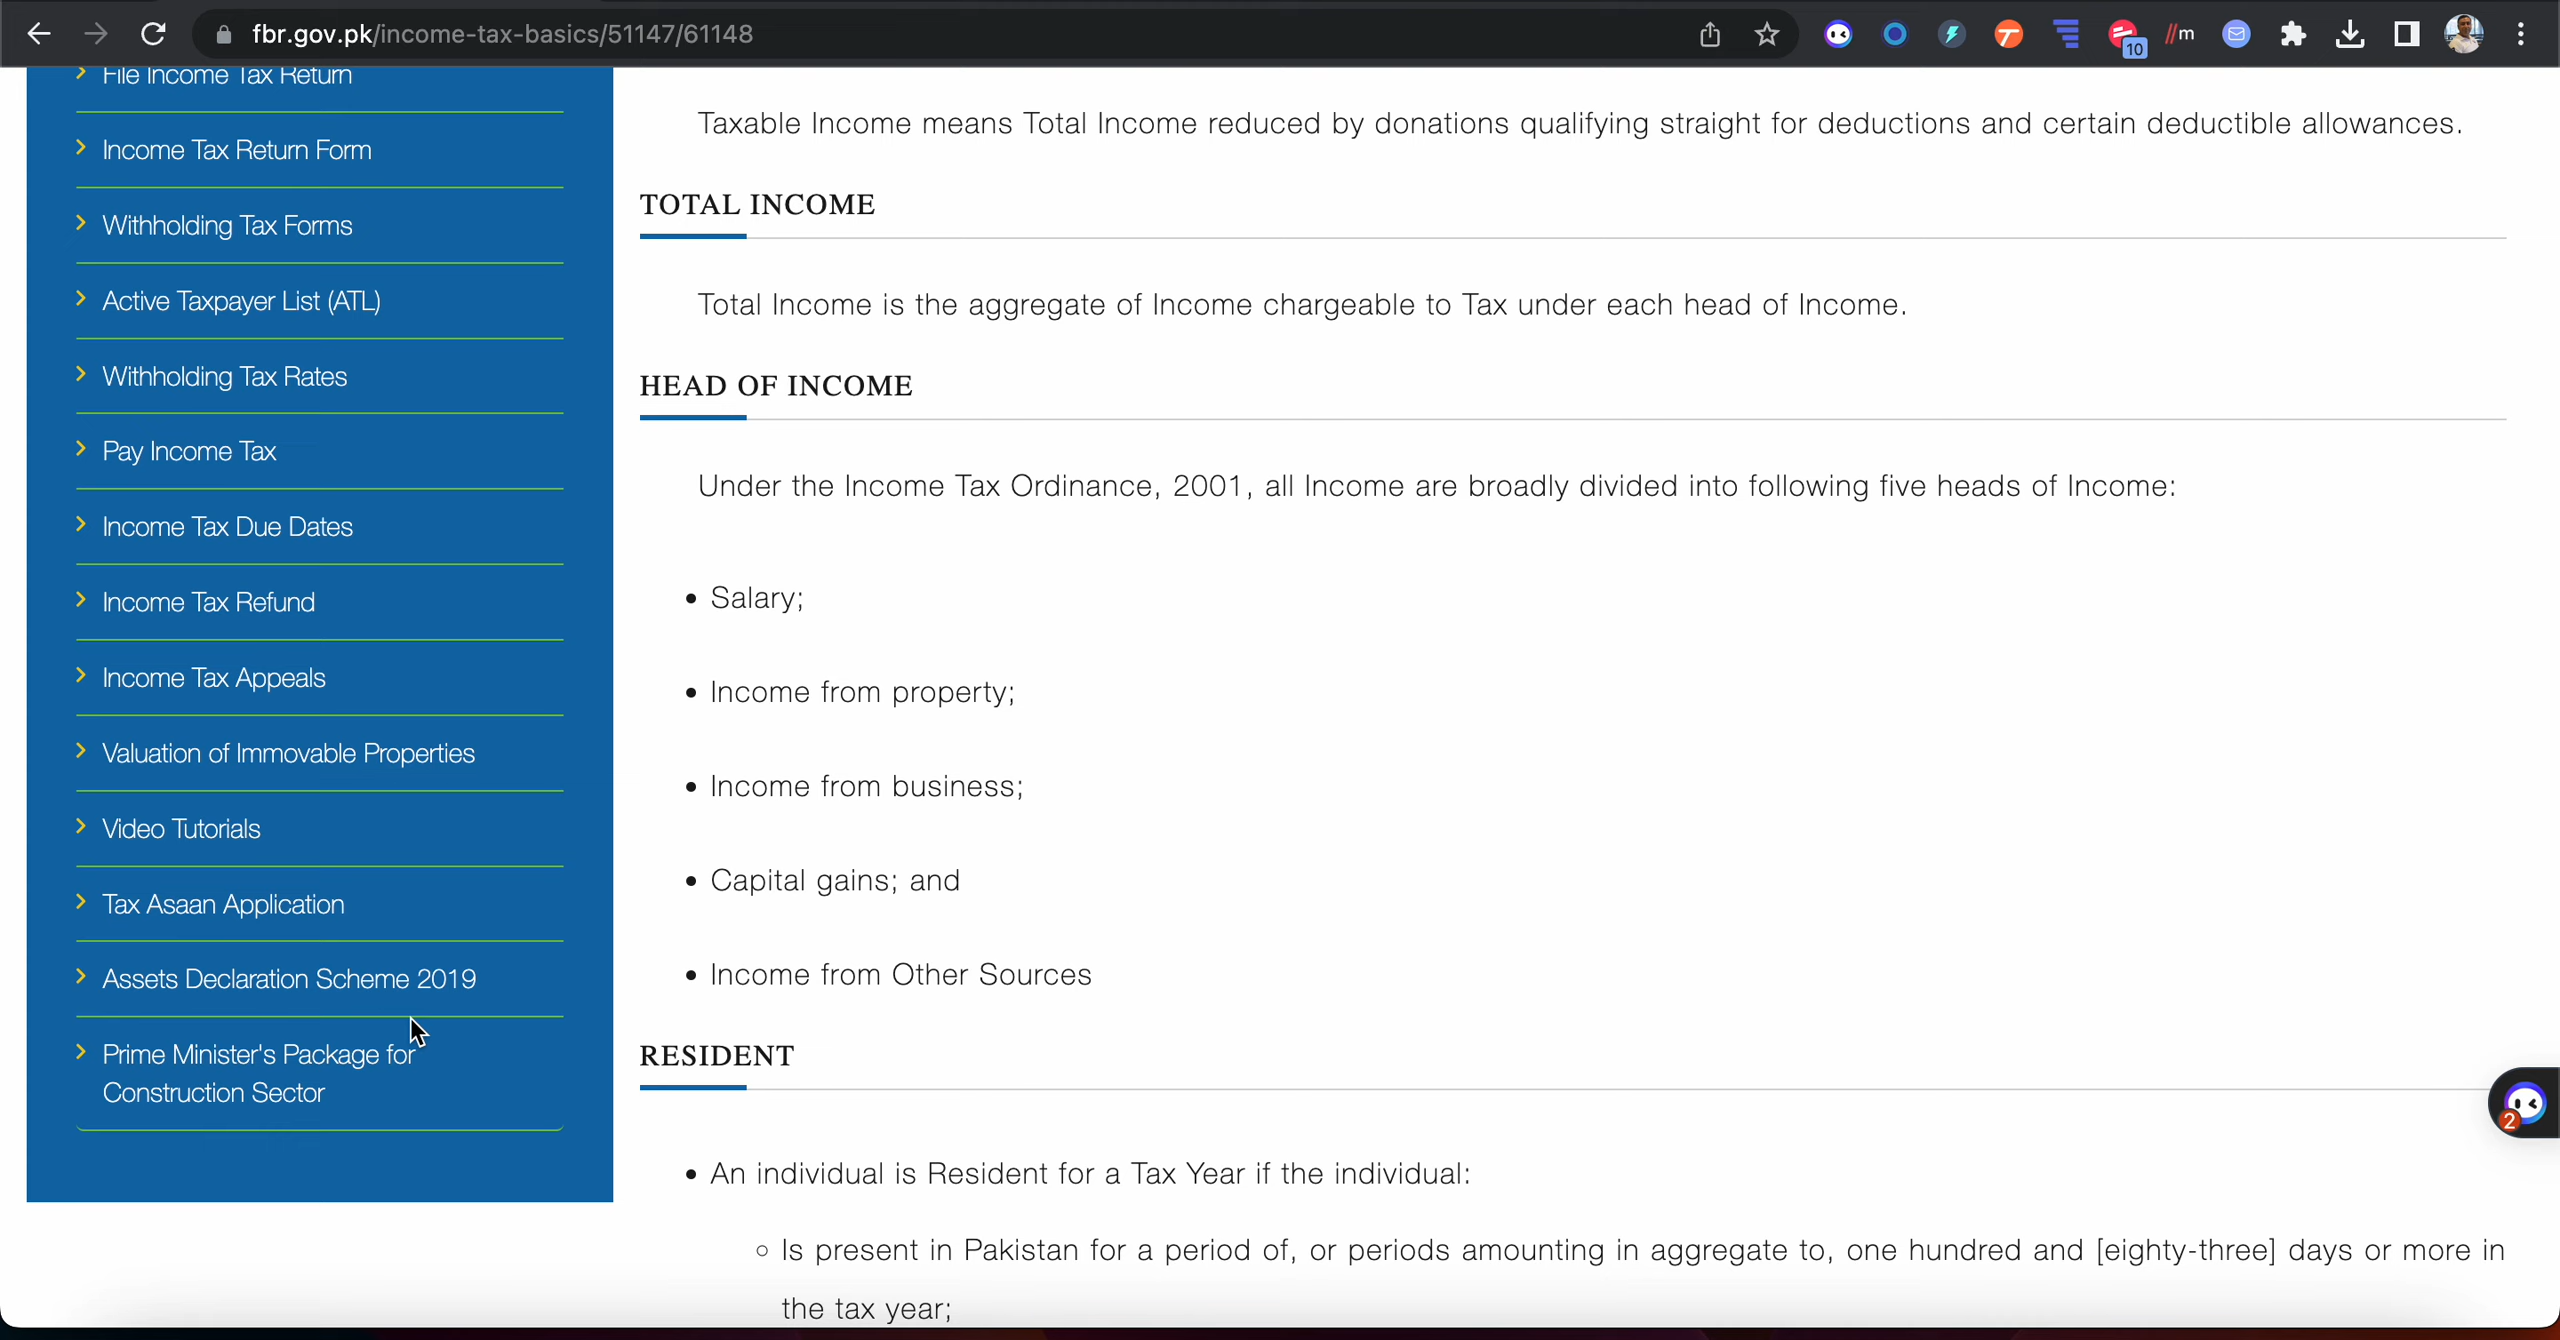 fbr.gov.pk/income-tax-basics/51147/61148
10
//m
File Income Tax Return
Income Tax Return Form
Withholding Tax Forms
Active Taxpayer List (ATL)
Withholding Tax Rates
Pay Income Tax
Income Tax Due Dates
Income Tax Refund
Income Tax Appeals
Valuation of Immovable Properties
Video Tutorials
Tax Asaan Application
Assets Declaration Scheme 2019
Prime Minister's Package for
Construction Sector
Taxable Income means Total Income reduced by donations qualifying straight for deductions and certain deductible allowances.
TOTAL INCOME
Total Income is the aggregate of Income chargeable to Tax under each head of Income.
HEAD OF INCOME
Under the Income Tax Ordinance, 2001, all Income are broadly divided into following five heads of Income:
• Salary;
• Income from property;
• Income from business;
• Capital gains; and
• Income from Other Sources
RESIDENT
• An individual is Resident for a Tax Year if the individual:
○ Is present in Pakistan for a period of, or periods amounting in aggregate to, one hundred and [eighty-three] days or more in
the tax year;
2